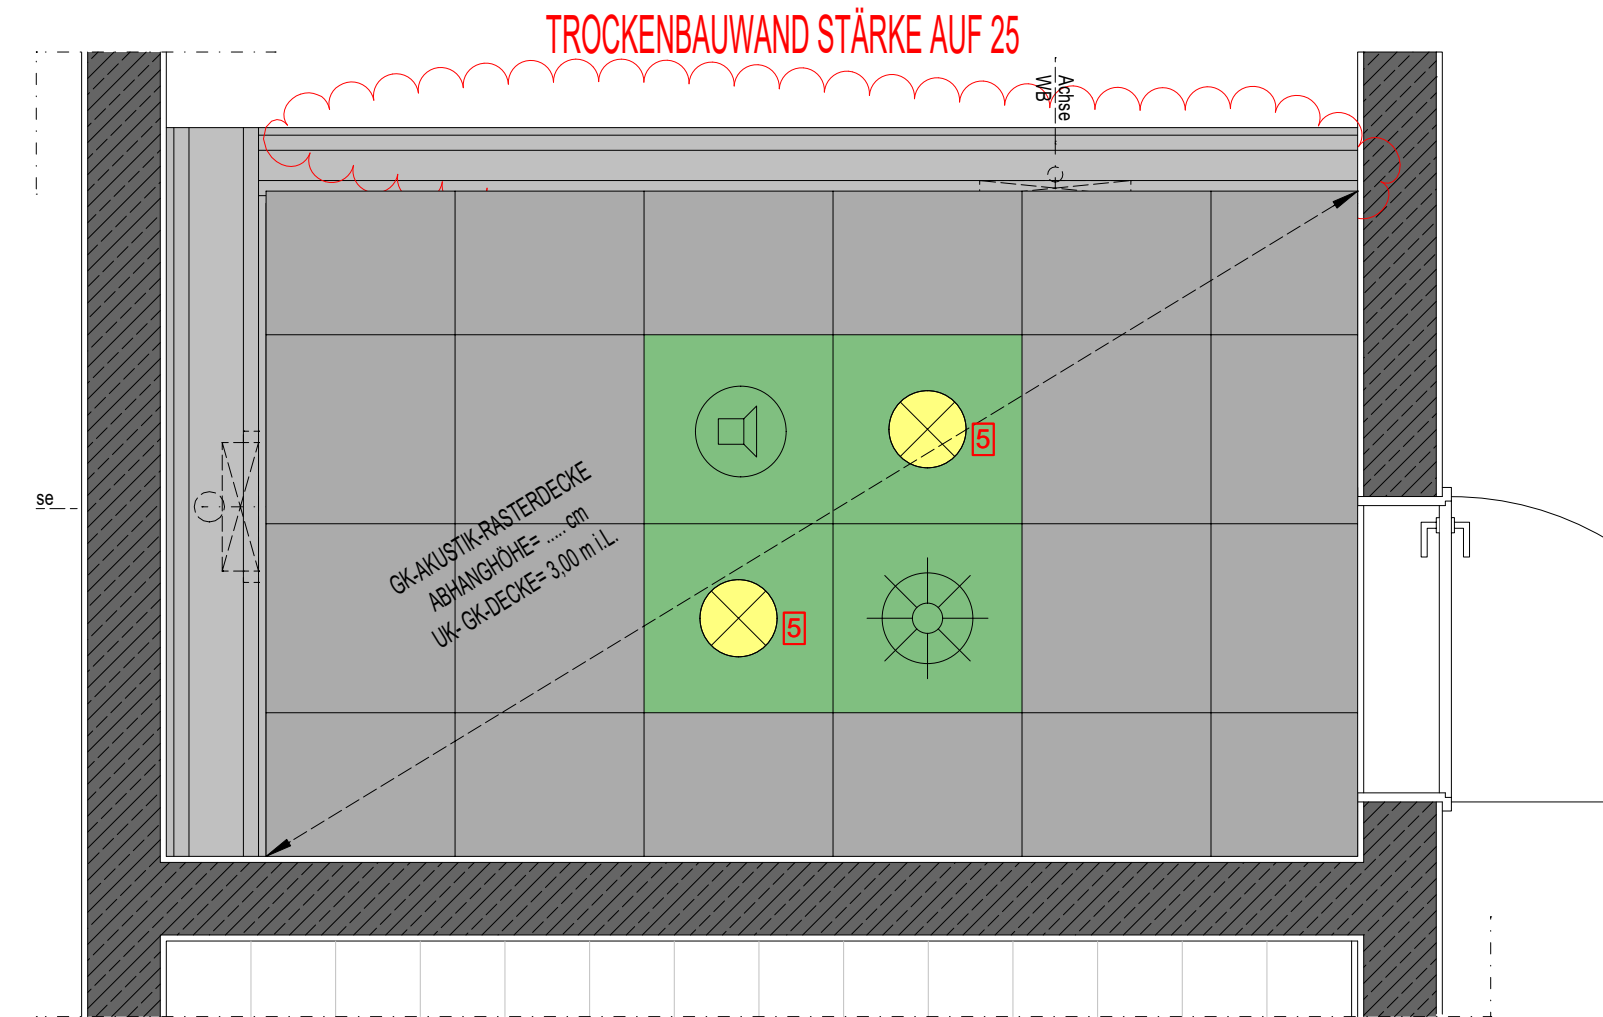 TROCKENBAUWAND STÄRKE AUF 25
Achse
WB
5
se
GK-AKUSTIK-RASTERDECKE
ABHANGHÖHE= ..... cm
UK- GK-DECKE= 3,00 m i.L.
5